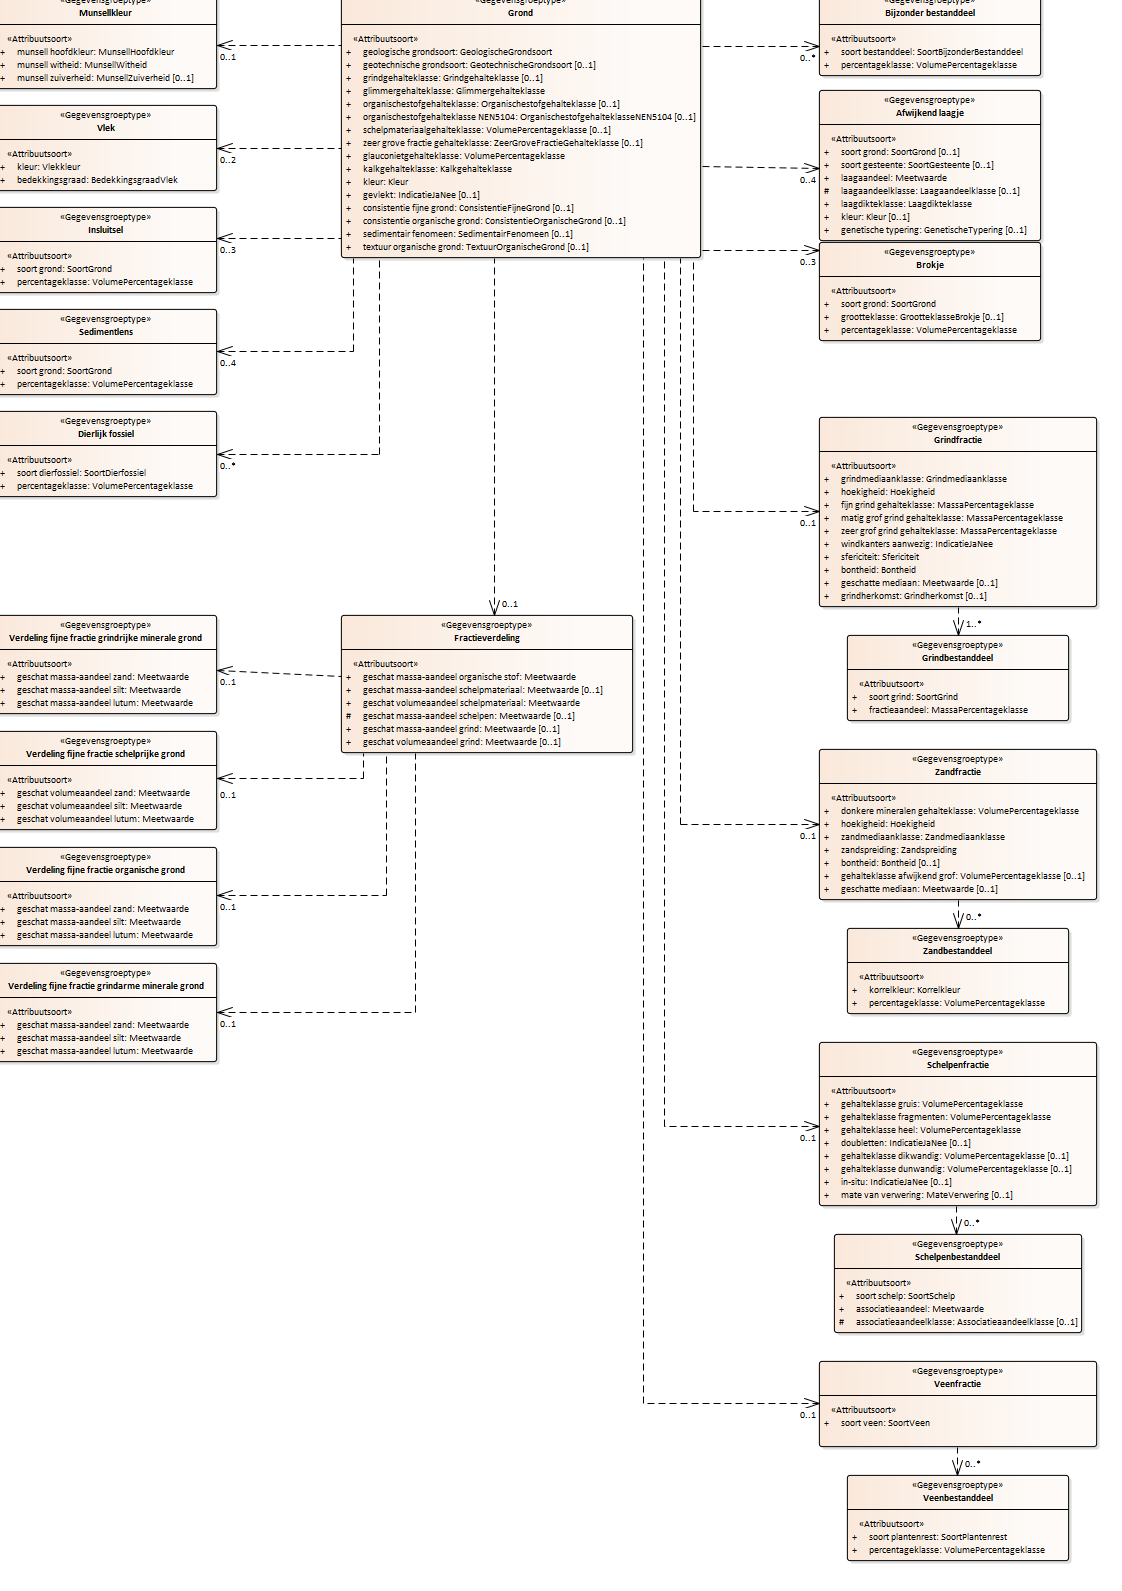 «Gegevensgroeptype»
Munsellkleur
«Attribuutsoort»
+ munsell hoofdkleur: MunsellHoofdkleur
+ munsell witheid: MunsellWitheid
+ munsell zuiverheid: MunsellZuiverheid [0..1]
0..1
«Gegevensgroeptype»
Vlek
«Attribuutsoort»
+ kleur: Vlekkleur
+ bedekkingsgraad: BedekkingsgraadVlek
0..2
«Gegevensgroeptype»
Insluitsel
«Attribuutsoort»
+ soort grond: SoortGrond
+ percentageklasse: VolumePercentageklasse
0..3
«Gegevensgroeptype»
Sedimentlens
«Attribuutsoort»
+ soort grond: SoortGrond
+ percentageklasse: VolumePercentageklasse
0..4
«Gegevensgroeptype»
Dierlijk fossiel
«Attribuutsoort»
+ soort dierfossiel: SoortDierfossiel
+ percentageklasse: VolumePercentageklasse
0..*
«Gegevensgroeptype»
Grond
«Attribuutsoort»
+ geologische grondsoort: GeologischeGrondsoort
+ geotechnische grondsoort: GeotechnischeGrondsoort [0..1]
+ grindgehalteklasse: Grindgehalteklasse [0..1]
+ glimmergehalteklasse: Glimmergehalteklasse
+ organischestofgehalteklasse: Organischestofgehalteklasse [0..1]
+ organischestofgehalteklasse NEN5104: OrganischestofgehalteklasseNEN5104 [0..1]
+ schelpmateriaalgehalteklasse: VolumePercentageklasse [0..1]
+ zeer grove fractie gehalteklasse: ZeerGroveFractieGehalteklasse [0..1]
+ glauconietgehalteklasse: VolumePercentageklasse
+ kalkgehalteklasse: Kalkgehalteklasse
+ kleur: Kleur
+ gevlekt: IndicatieJaNee [0..1]
+ consistentie fijne grond: ConsistentieFijneGrond [0..1]
+ consistentie organische grond: ConsistentieOrganischeGrond [0..1]
+ sedimentair fenomeen: SedimentairFenomeen [0..1]
+ textuur organische grond: TextuurOrganischeGrond [0..1]
«Gegevensgroeptype»
Bijzonder bestanddeel
«Attribuutsoort»
+ soort bestanddeel: SoortBijzonderBestanddeel
+ percentageklasse: VolumePercentageklasse
0..*
«Gegevensgroeptype»
Afwijkend laagje
«Attribuutsoort»
+ soort grond: SoortGrond [0..1]
+ soort gesteente: SoortGesteente [0..1]
+ laagaandeel: Meetwaarde
# laagaandeelklasse: Laagaandeelklasse [0..1]
+ laagdikteklasse: Laagdikteklasse
+ kleur: Kleur [0..1]
+ genetische typering: GenetischeTypering [0..1]
0..4
«Gegevensgroeptype»
Brokje
«Attribuutsoort»
+ soort grond: SoortGrond
+ grootteklasse: GrootteklasseBrokje [0..1]
+ percentageklasse: VolumePercentageklasse
0..3
«Gegevensgroeptype»
Grindfractie
«Attribuutsoort»
+ grindmediaanklasse: Grindmediaanklasse
+ hoekigheid: Hoekigheid
+ fijn grind gehalteklasse: MassaPercentageklasse
+ matig grof grind gehalteklasse: MassaPercentageklasse
+ zeer grof grind gehalteklasse: MassaPercentageklasse
+ windkanters aanwezig: IndicatieJaNee
+ sfericiteit: Sfericiteit
+ bontheid: Bontheid
+ geschatte mediaan: Meetwaarde [0..1]
+ grindherkomst: Grindherkomst [0..1]
0..1
1..*
«Gegevensgroeptype»
Grindbestanddeel
«Attribuutsoort»
+ soort grind: SoortGrind
+ fractieaandeel: MassaPercentageklasse
0..1
«Gegevensgroeptype»
Fractieverdeling
«Attribuutsoort»
+ geschat massa-aandeel organische stof: Meetwaarde
+ geschat massa-aandeel schelpmateriaal: Meetwaarde [0..1]
+ geschat volumeaandeel schelpmateriaal: Meetwaarde
# geschat massa-aandeel schelpen: Meetwaarde [0..1]
+ geschat massa-aandeel grind: Meetwaarde [0..1]
+ geschat volumeaandeel grind: Meetwaarde [0..1]
«Gegevensgroeptype»
Verdeling fijne fractie grindrijke minerale grond
«Attribuutsoort»
+ geschat massa-aandeel zand: Meetwaarde
+ geschat massa-aandeel silt: Meetwaarde
+ geschat massa-aandeel lutum: Meetwaarde
0..1
«Gegevensgroeptype»
Verdeling fijne fractie schelprijke grond
«Attribuutsoort»
+ geschat volumeaandeel zand: Meetwaarde
+ geschat volumeaandeel silt: Meetwaarde
+ geschat volumeaandeel lutum: Meetwaarde
0..1
«Gegevensgroeptype»
Verdeling fijne fractie organische grond
«Attribuutsoort»
+ geschat massa-aandeel zand: Meetwaarde
+ geschat massa-aandeel silt: Meetwaarde
+ geschat massa-aandeel lutum: Meetwaarde
0..1
«Gegevensgroeptype»
Verdeling fijne fractie grindarme minerale grond
«Attribuutsoort»
+ geschat massa-aandeel zand: Meetwaarde
+ geschat massa-aandeel silt: Meetwaarde
+ geschat massa-aandeel lutum: Meetwaarde
0..1
«Gegevensgroeptype»
Zandfractie
«Attribuutsoort»
+ donkere mineralen gehalteklasse: VolumePercentageklasse
+ hoekigheid: Hoekigheid
+ zandmediaanklasse: Zandmediaanklasse
+ zandspreiding: Zandspreiding
+ bontheid: Bontheid [0..1]
+ gehalteklasse afwijkend grof: VolumePercentageklasse [0..1]
+ geschatte mediaan: Meetwaarde [0..1]
0..1
0..*
«Gegevensgroeptype»
Zandbestanddeel
«Attribuutsoort»
+ korrelkleur: Korrelkleur
+ percentageklasse: VolumePercentageklasse
«Gegevensgroeptype»
Schelpenfractie
«Attribuutsoort»
+ gehalteklasse gruis: VolumePercentageklasse
+ gehalteklasse fragmenten: VolumePercentageklasse
+ gehalteklasse heel: VolumePercentageklasse
+ doubletten: IndicatieJaNee [0..1]
+ gehalteklasse dikwandig: VolumePercentageklasse [0..1]
+ gehalteklasse dunwandig: VolumePercentageklasse [0..1]
+ in-situ: IndicatieJaNee [0..1]
+ mate van verwering: MateVerwering [0..1]
0..1
0..*
«Gegevensgroeptype»
Schelpenbestanddeel
«Attribuutsoort»
+ soort schelp: SoortSchelp
+ associatieaandeel: Meetwaarde
# associatieaandeelklasse: Associatieaandeelklasse [0..1]
«Gegevensgroeptype»
Veenfractie
«Attribuutsoort»
+ soort veen: SoortVeen
0..1
0..*
«Gegevensgroeptype»
Veenbestanddeel
«Attribuutsoort»
+ soort plantenrest: SoortPlantenrest
+ percentageklasse: VolumePercentageklasse